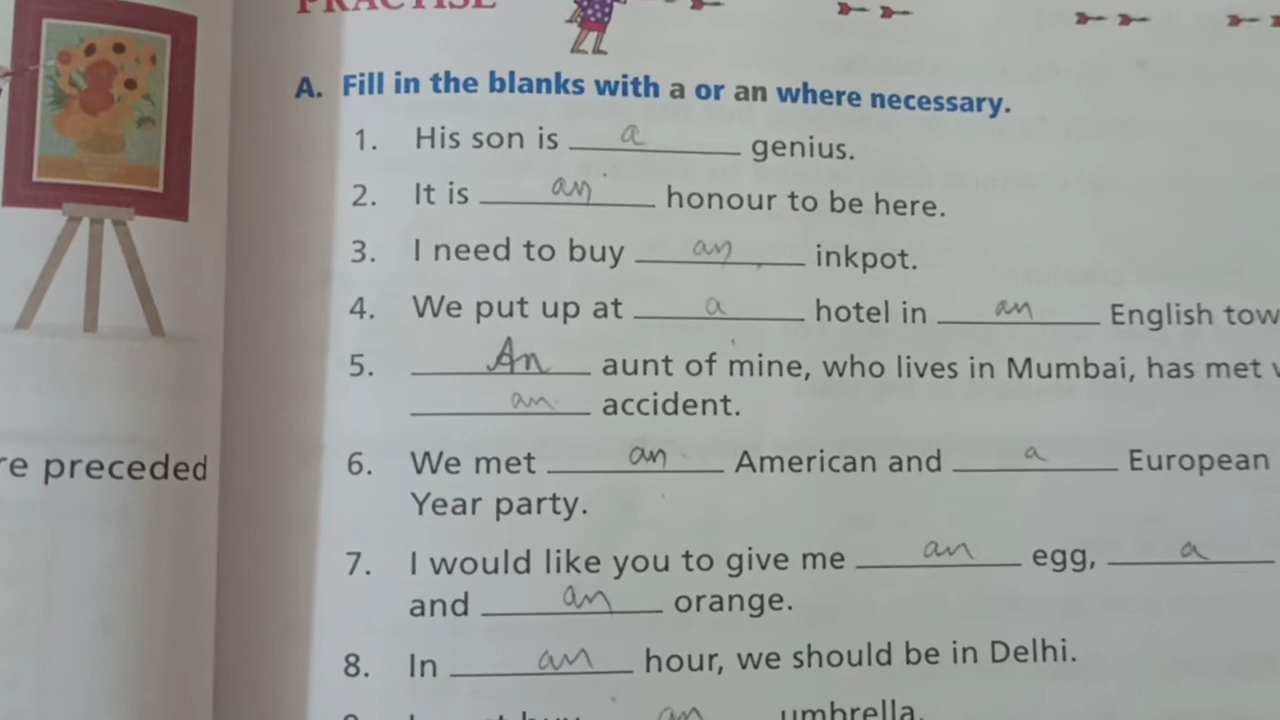 PRACTISE
A. Fill in the blanks with a or an where necessary.
1. His son is a genius.
2. It is an honour to be here.
3. I need to buy an inkpot.
4. We put up at a hotel in an English tow
5. An aunt of mine, who lives in Mumbai, has met
an accident.
re preceded
6. We met an American and a European
Year party.
7. I would like you to give me an egg, a
and an orange.
8. In an hour, we should be in Delhi.
an umbrella.